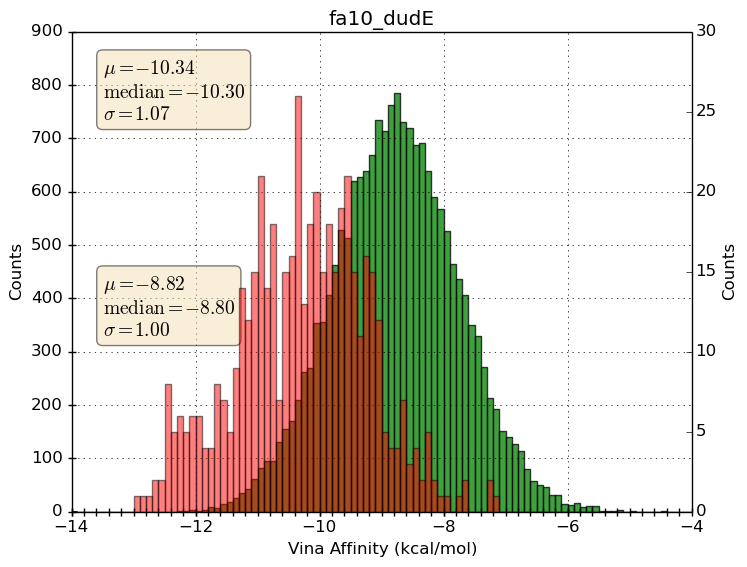 fa10_dudE
900
800
700
600
500
400
300
200
100
0
30
25
20
15
10
5
0
μ=−10.34
median=−10.30
σ=1.07
μ=−8.82
median=−8.80
σ=1.00
Counts
Counts
−14 −12 −10 −8 −6 −4
Vina Affinity (kcal/mol)